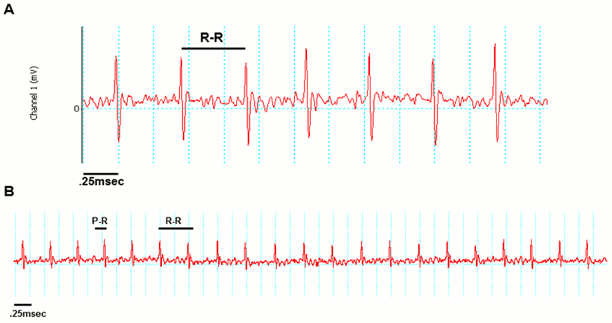 A
R-R
Channel 1 (mV)
0
.25msec
B
P-R
R-R
.25msec